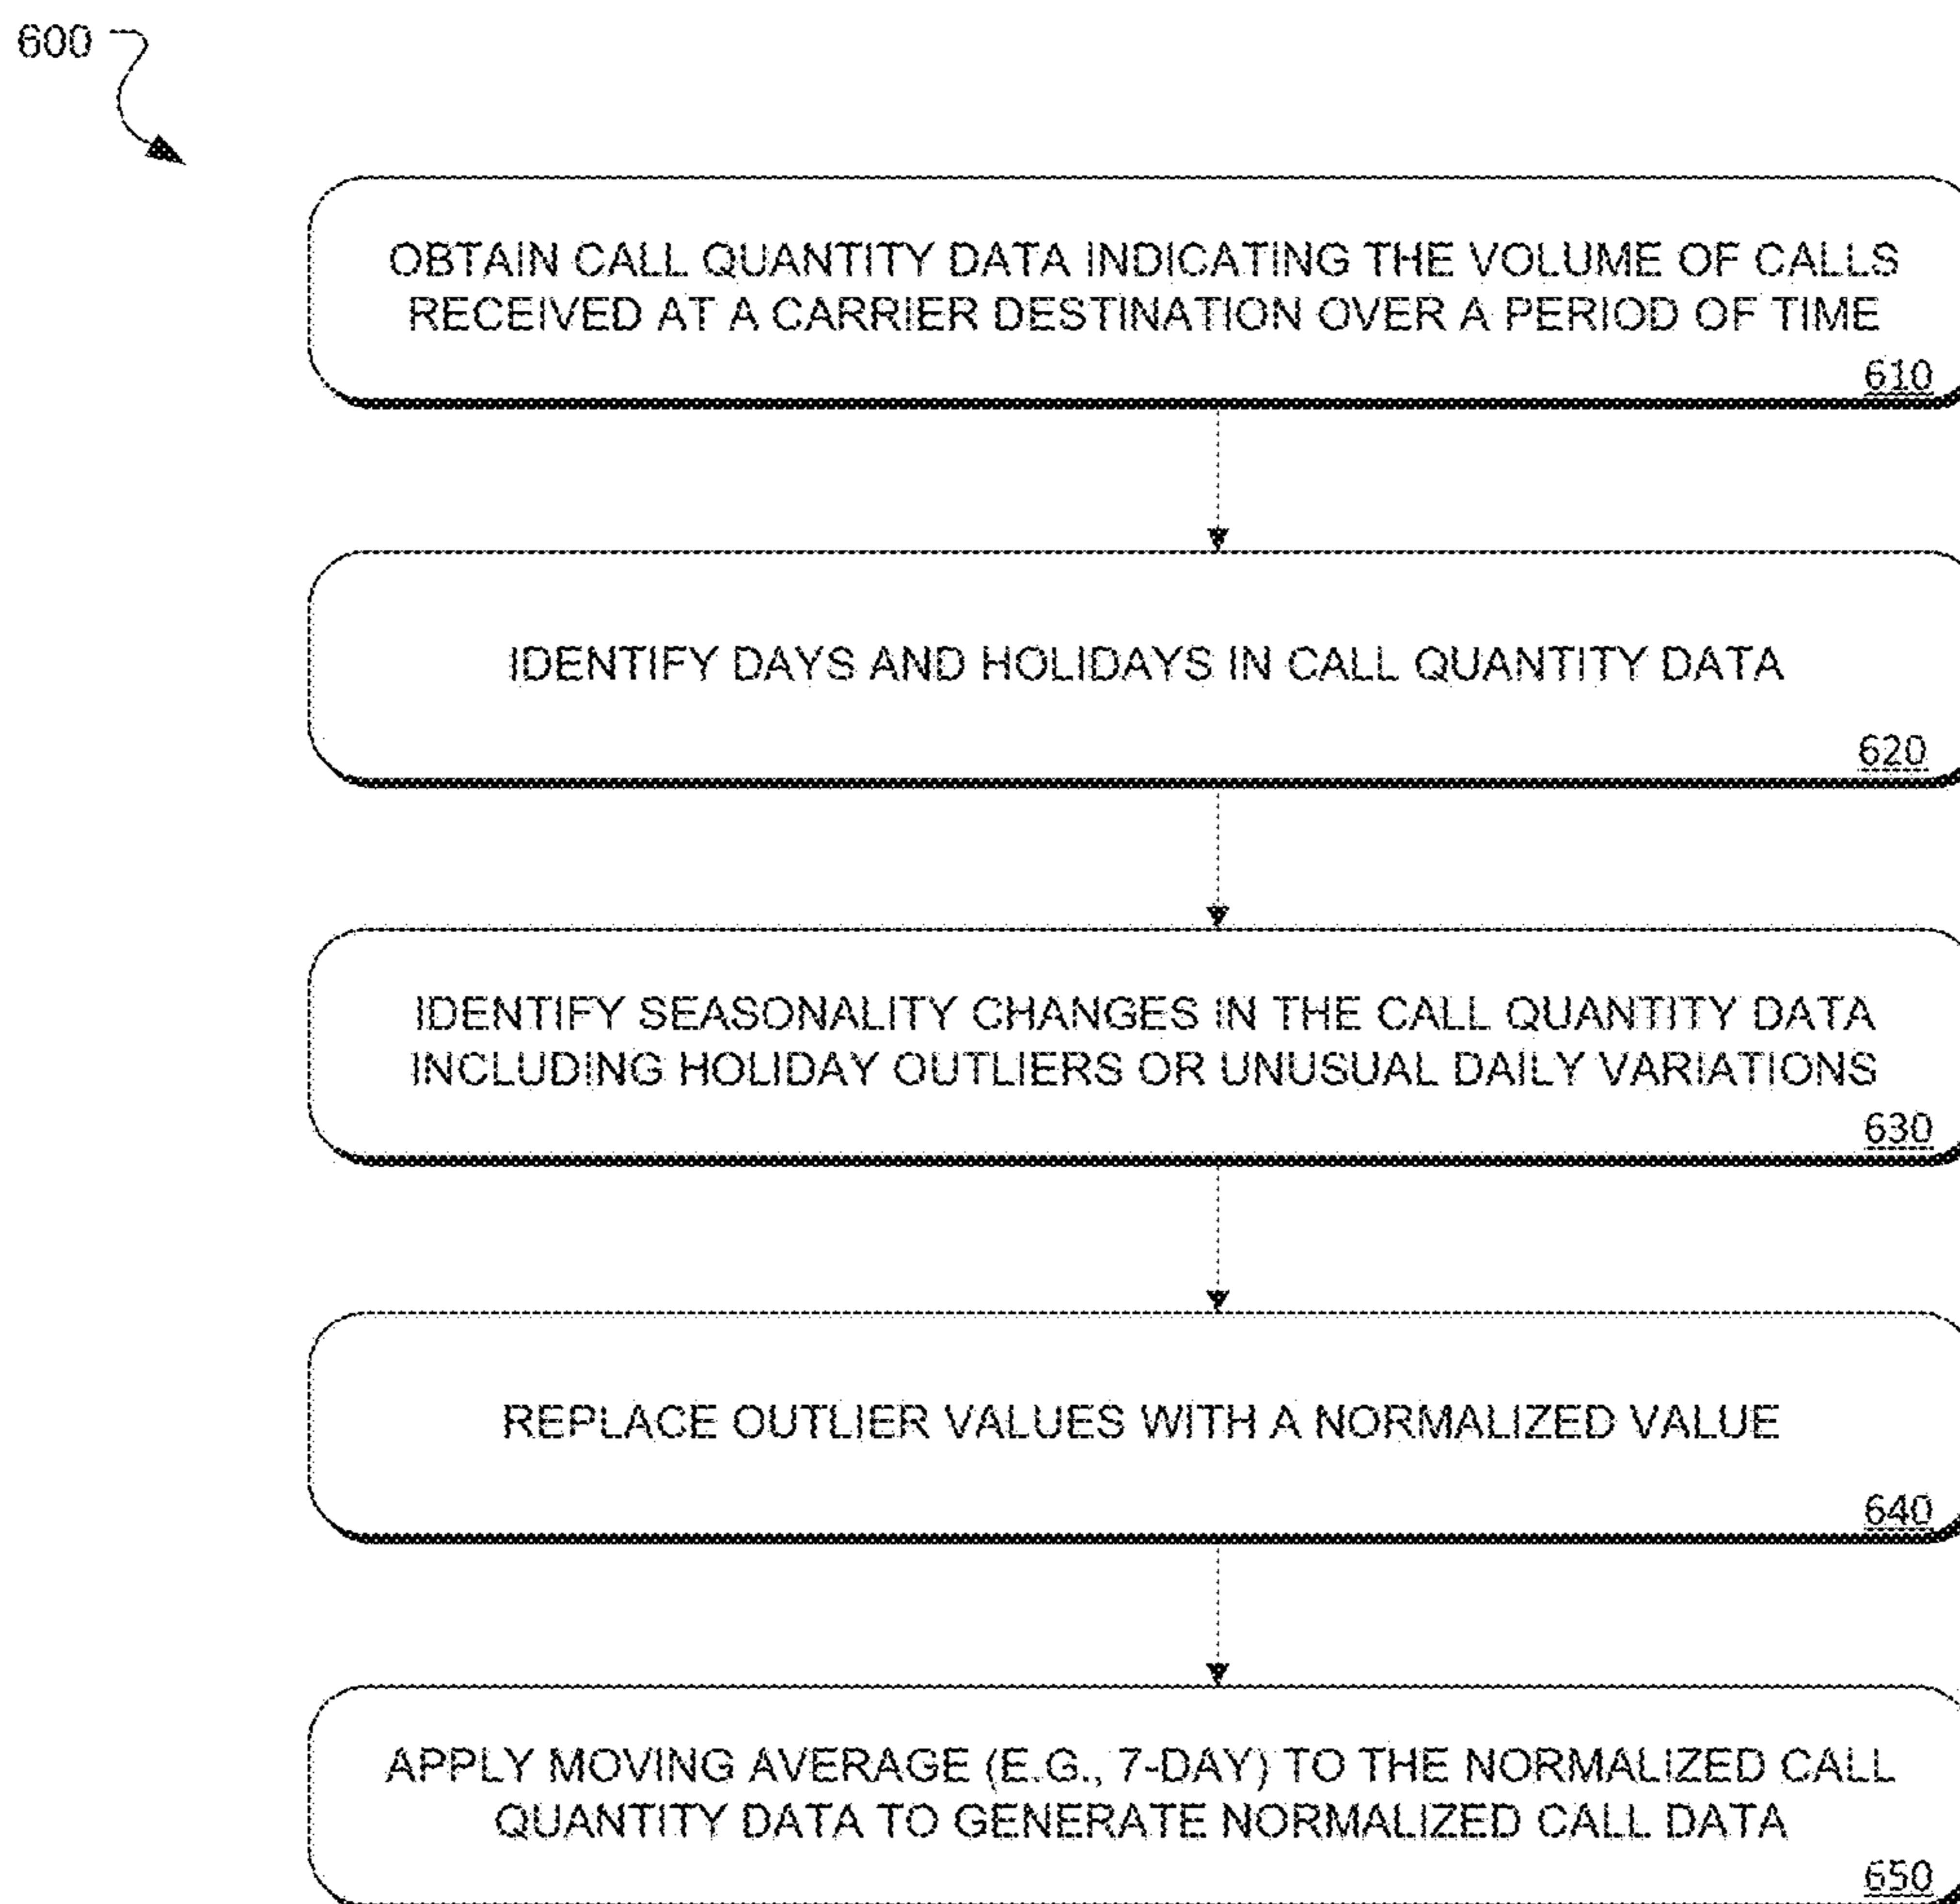 600
OBTAIN CALL QUANTITY DATA INDICATING THE VOLUME OF CALLS
RECEIVED AT A CARRIER DESTINATION OVER A PERIOD OF TIME
610
IDENTIFY DAYS AND HOLIDAYS IN CALL QUANTITY DATA
620
IDENTIFY SEASONALITY CHANGES IN THE CALL QUANTITY DATA
INCLUDING HOLIDAY OUTLIERS OR UNUSUAL DAILY VARIATIONS
630
REPLACE OUTLIER VALUES WITH A NORMALIZED VALUE
640
APPLY MOVING AVERAGE (E.G., 7-DAY) TO THE NORMALIZED CALL
QUANTITY DATA TO GENERATE NORMALIZED CALL DATA
650